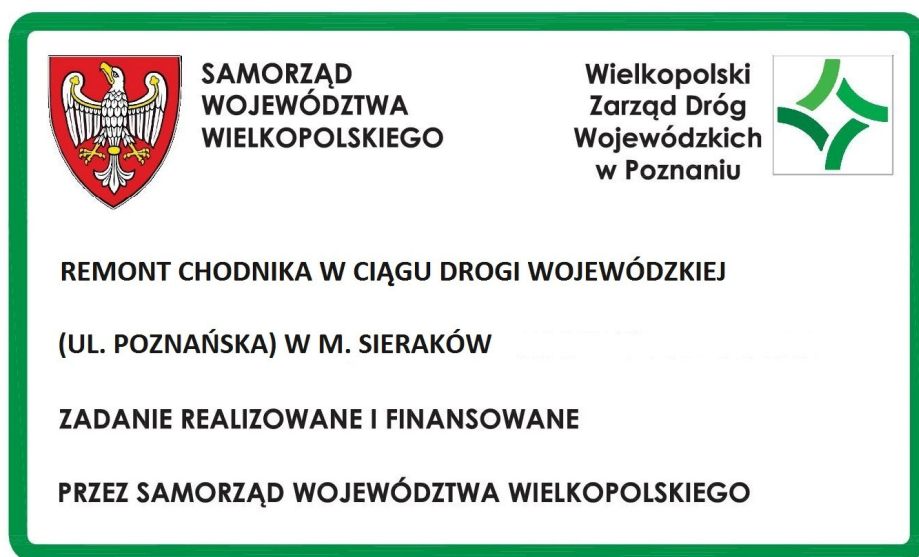 SAMORZĄD
WOJEWÓDZTWA
WIELKOPOLSKIEGO
Wielkopolski
Zarząd Dróg
Wojewódzkich
w Poznaniu
REMONT CHODNIKA W CIĄGU DROGI WOJEWÓDZKIEJ
(UL. POZNAŃSKA) W M. SIERAKÓW
ZADANIE REALIZOWANE I FINANSOWANE
PRZEZ SAMORZĄD WOJEWÓDZTWA WIELKOPOLSKIEGO